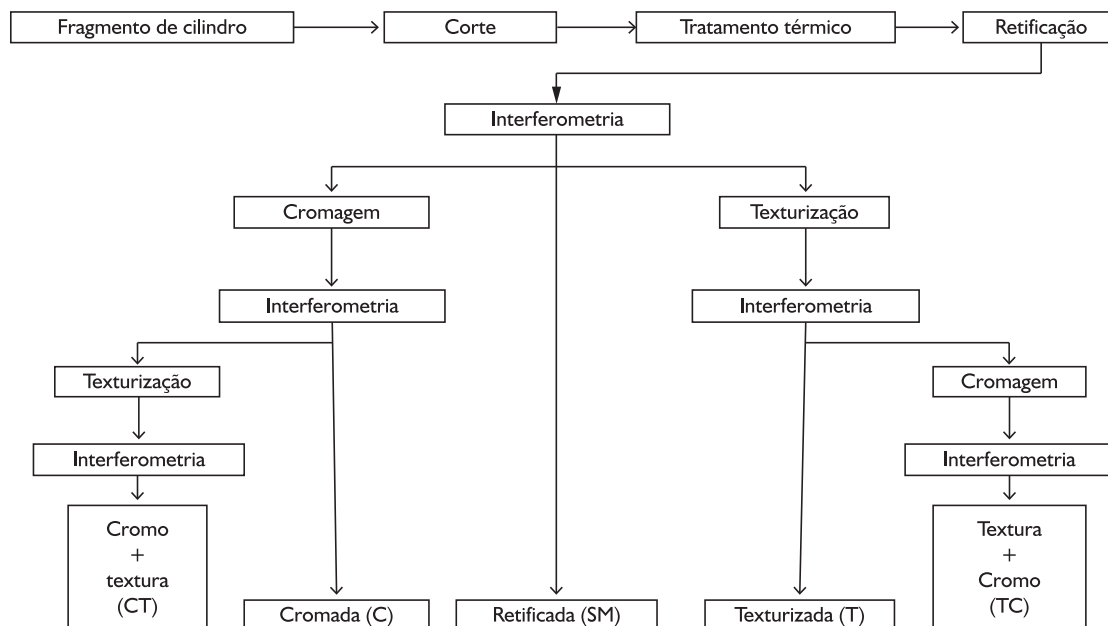 Fragmento de cilindro
Corte
Tratamento térmico
Retificação
Interferometria
Cromagem
Texturização
Interferometria
Interferometria
Texturização
Cromagem
Interferometria
Interferometria
Cromo
+
textura
(CT)
Cromada (C)
Retificada (SM)
Texturizada (T)
Textura
+
Cromo
(TC)